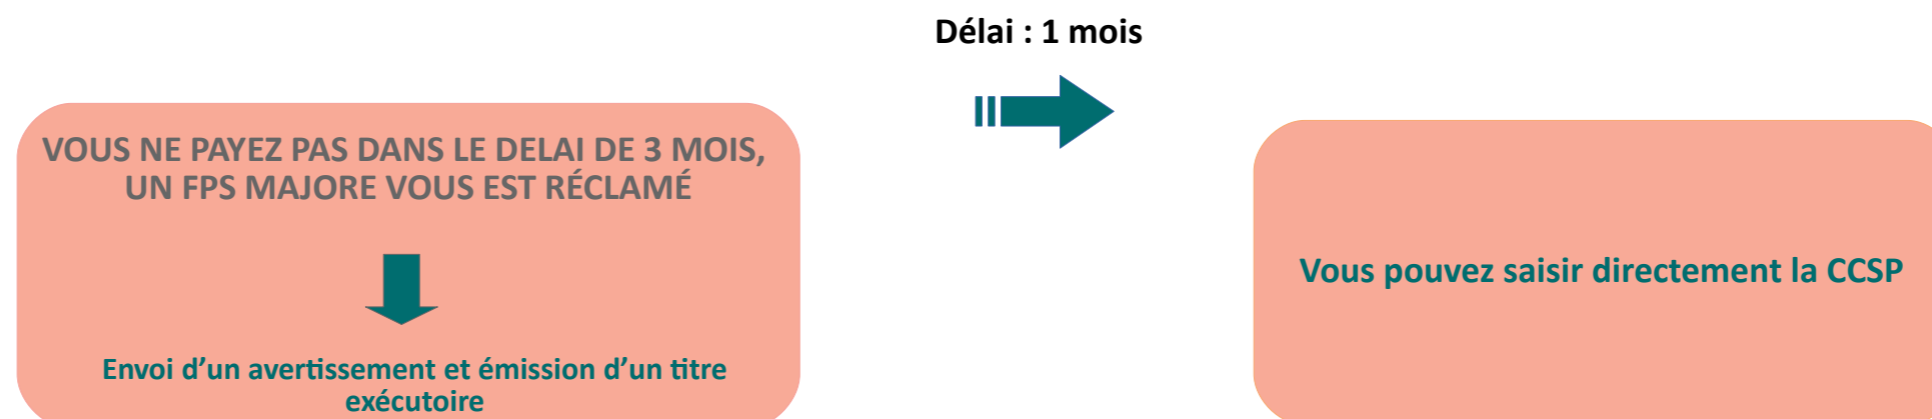 Délai : 1 mois
VOUS NE PAYEZ PAS DANS LE DELAI DE 3 MOIS,
UN FPS MAJORE VOUS EST RÉCLAMÉ
Envoi d’un avertissement et émission d’un titre
exécutoire
Vous pouvez saisir directement la CCSP